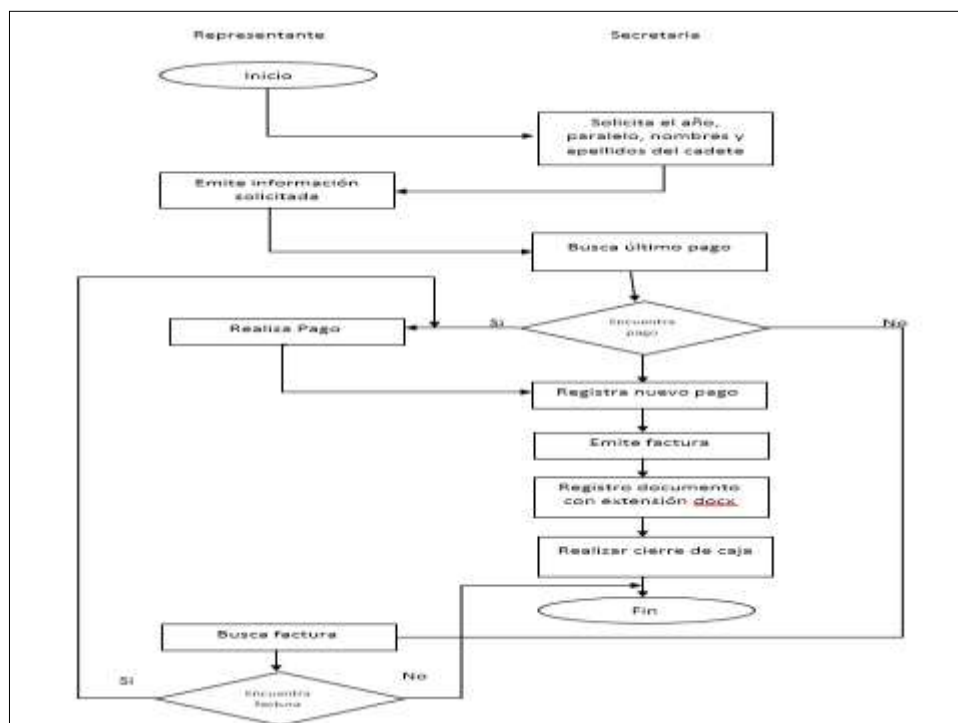 Representante
Secretaría
Inicio
Solicita el año,
paralelo, nombres y
apellidos del cadete
Emite información
solicitada
Busca último pago
Encuentra
pago
Si
No
Realiza Pago
Registra nuevo pago
Emite factura
Registro documento
con extensión docx
Realizar cierre de caja
Fin
Busca factura
Si
No
Encuentra
factura